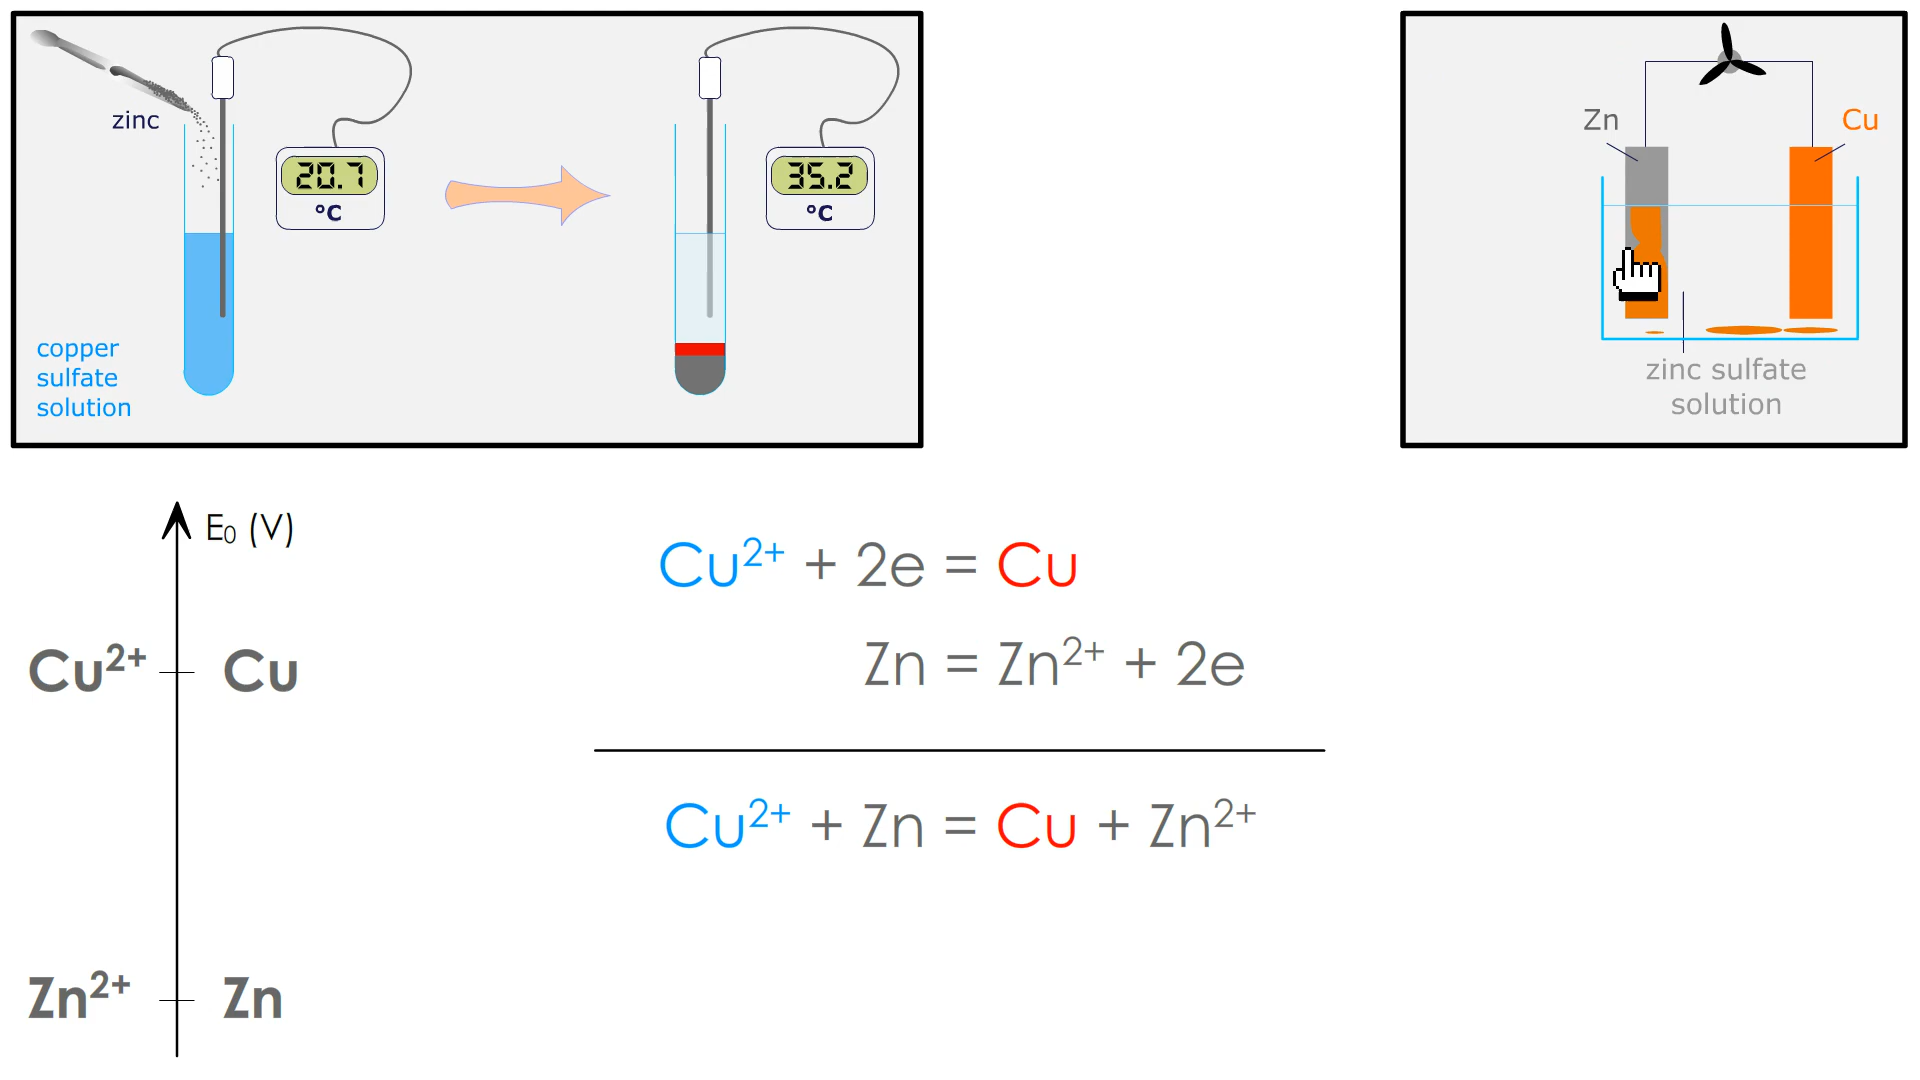 zinc
20.7
°C
copper
sulfate
solution
35.2
°C
Zn
Cu
zinc sulfate
solution
E₀ (V)
Cu²⁺ Cu
Zn²⁺ Zn
Cu²⁺ + 2e = Cu
Zn = Zn²⁺ + 2e
Cu²⁺ + Zn = Cu + Zn²⁺